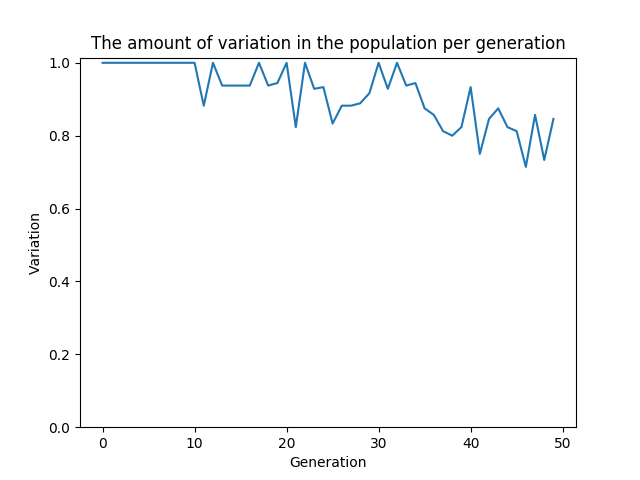 The amount of variation in the population per generation
1.0
0.8
0.6
0.4
0.2
0.0
Variation
0 10 20 30 40 50
Generation